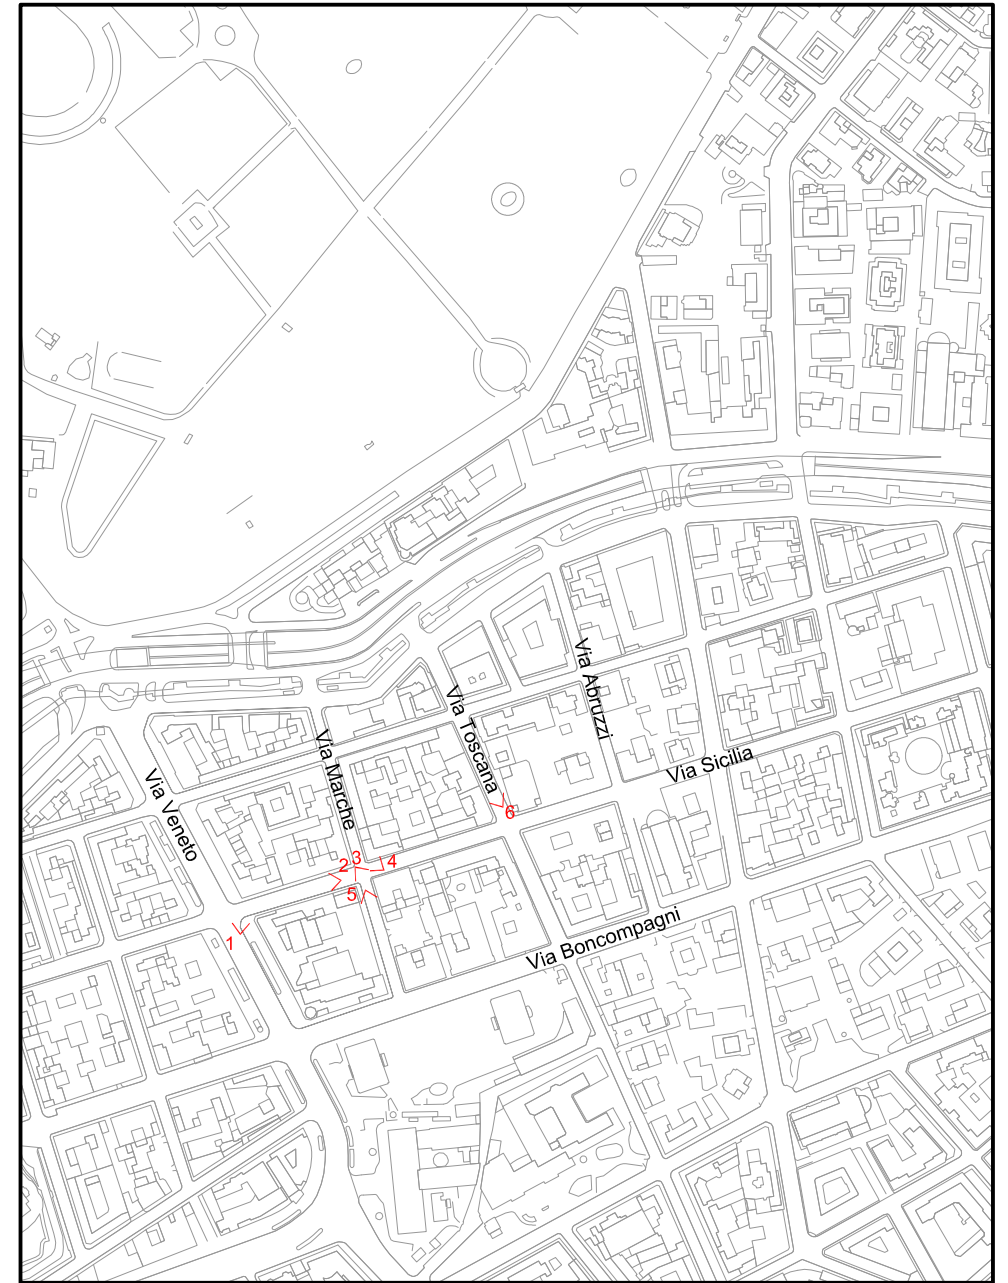 Via Abruzzi
Via Toscana
Via Marche
Via Sicilia
Via Veneto
6
3
4
2
5
1
Via Boncompagni